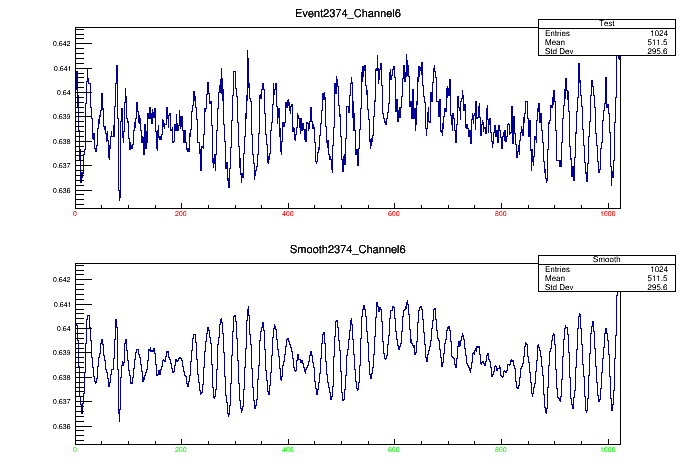 Event2374_Channel6
Test
Entries 1024
Mean 511.5
Std Dev 295.6
0.642
0.641
0.64
0.639
0.638
0.637
0.636
0 200 400 600 800 1000
Smooth2374_Channel6
Smooth
Entries 1024
Mean 511.5
Std Dev 295.6
0.642
0.641
0.64
0.639
0.638
0.637
0.636
0 200 400 600 800 1000